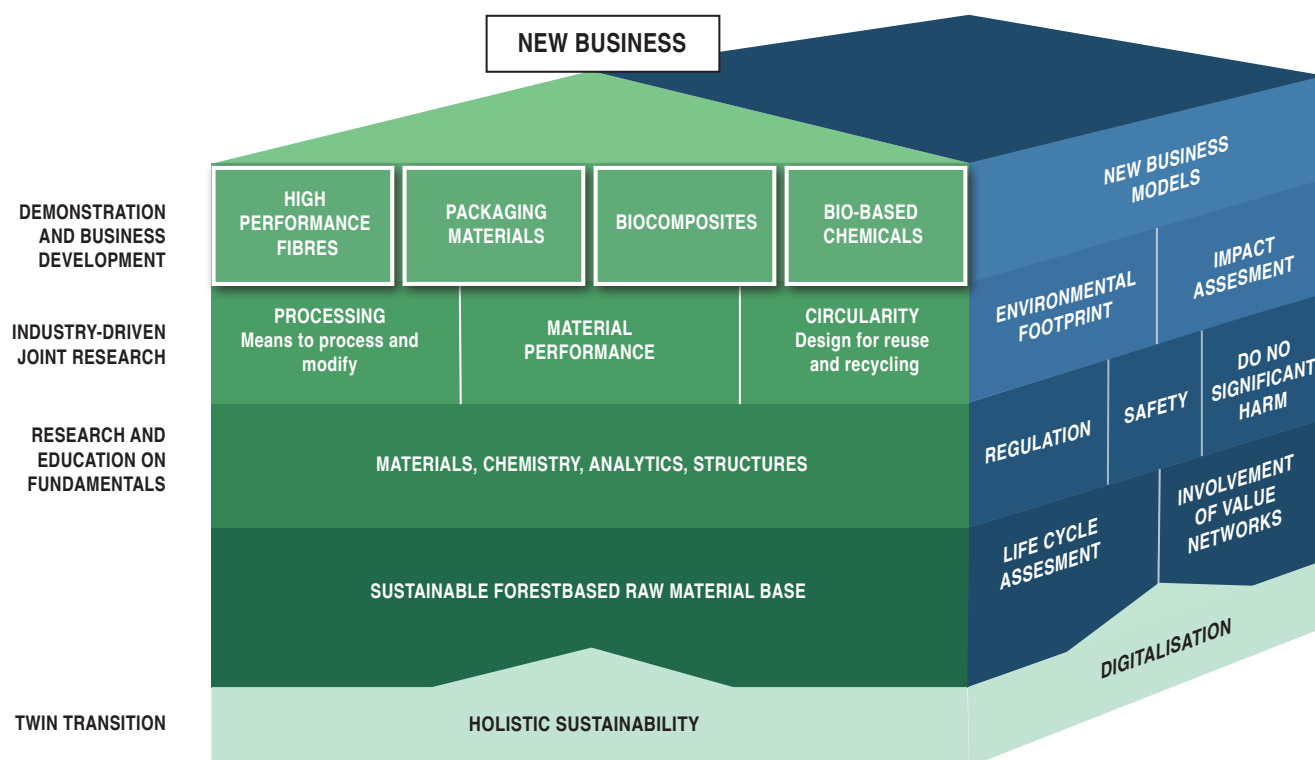 NEW BUSINESS
DEMONSTRATION
AND BUSINESS
DEVELOPMENT
HIGH
PERFORMANCE
FIBRES
PACKAGING
MATERIALS
BIOCOMPOSITES
BIO-BASED
CHEMICALS
INDUSTRY-DRIVEN
JOINT RESEARCH
PROCESSING
Means to process and
modify
MATERIAL
PERFORMANCE
CIRCULARITY
Design for reuse
and recycling
RESEARCH AND
EDUCATION ON
FUNDAMENTALS
MATERIALS, CHEMISTRY, ANALYTICS, STRUCTURES
SUSTAINABLE FORESTBASED RAW MATERIAL BASE
TWIN TRANSITION
HOLISTIC SUSTAINABILITY
NEW BUSINESS
MODELS
ENVIRONMENTAL
FOOTPRINT
IMPACT
ASSESMENT
REGULATION
SAFETY
DO NO
SIGNIFICANT
HARM
LIFE CYCLE
ASSESMENT
INVOLVEMENT
OF VALUE
NETWORKS
DIGITALISATION